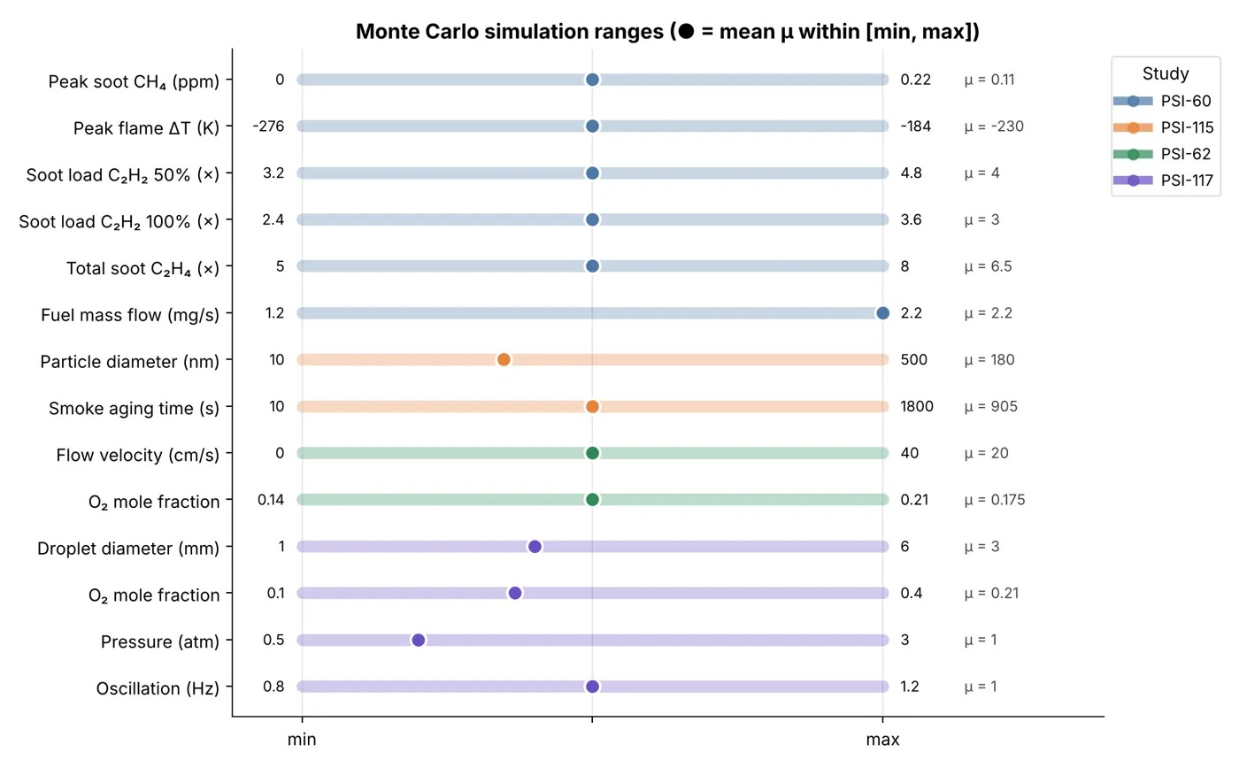 Monte Carlo simulation ranges (● = mean µ within [min, max])
Peak soot CH₄ (ppm) 0 0.22 µ = 0.11
Peak flame ΔT (K) -276 -184 µ = -230
Soot load C₂H₂ 50% (×) 3.2 4.8 µ = 4
Soot load C₂H₂ 100% (×) 2.4 3.6 µ = 3
Total soot C₂H₄ (×) 5 8 µ = 6.5
Fuel mass flow (mg/s) 1.2 2.2 µ = 2.2
Particle diameter (nm) 10 500 µ = 180
Smoke aging time (s) 10 1800 µ = 905
Flow velocity (cm/s) 0 40 µ = 20
O₂ mole fraction 0.14 0.21 µ = 0.175
Droplet diameter (mm) 1 6 µ = 3
O₂ mole fraction 0.1 0.4 µ = 0.21
Pressure (atm) 0.5 3 µ = 1
Oscillation (Hz) 0.8 1.2 µ = 1
min max
Study
PSI-60
PSI-115
PSI-62
PSI-117